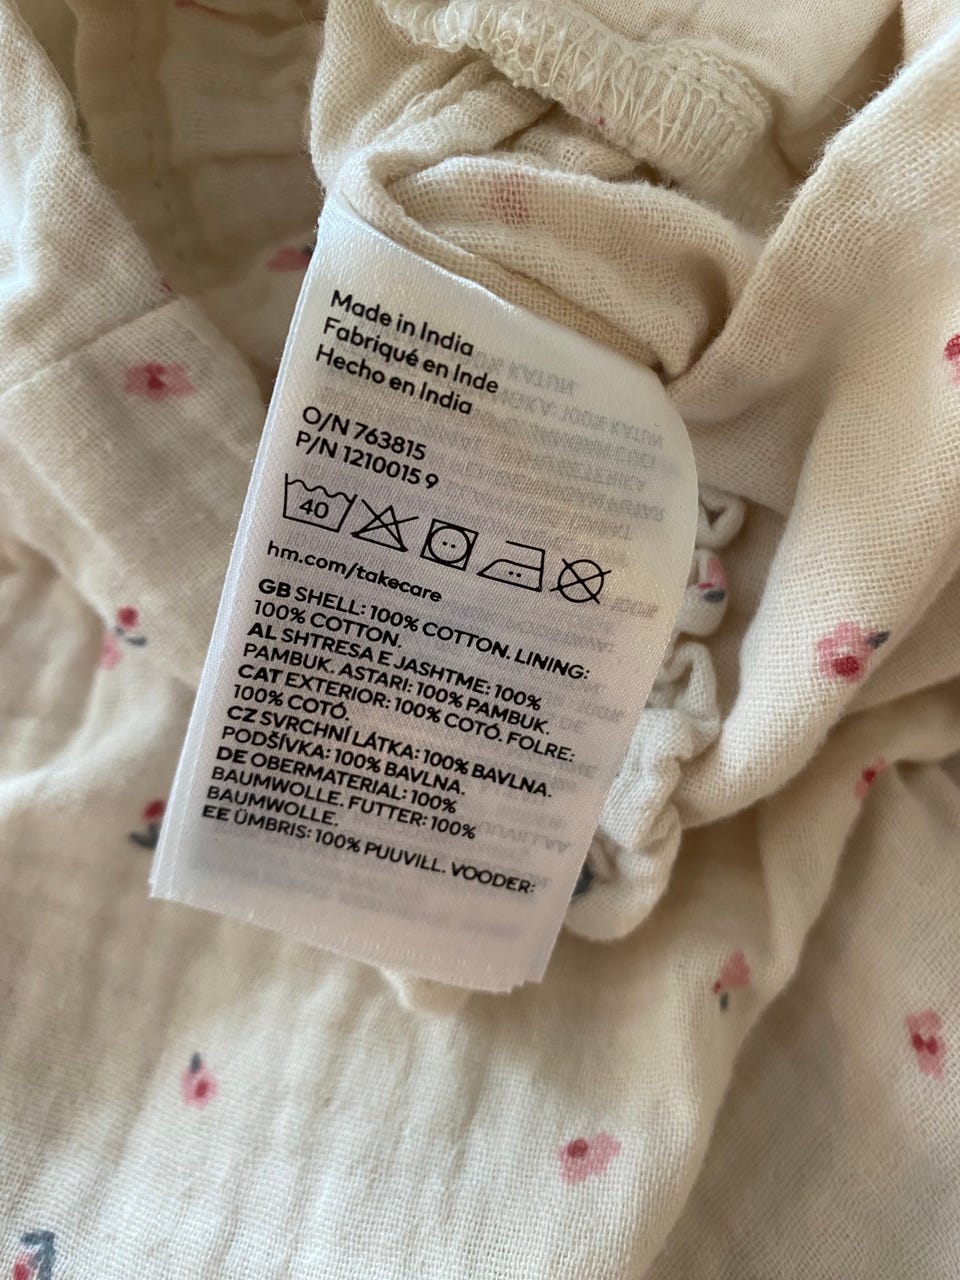 Made in India
Fabriqué en Inde
Hecho en India
O/N 763815
P/N 1210015 9
40
hm.com/takecare
GB SHELL: 100% COTTON. LINING:
100% COTTON.
AL SHTRESA E JASHTME: 100%
PAMBUK. ASTARI: 100% PAMBUK.
CAT EXTERIOR: 100% COTÓ. FOLRE:
100% COTÓ.
CZ SVRCHNÍ LÁTKA: 100% BAVLNA.
PODŠÍVKA: 100% BAVLNA.
DE OBERMATERIAL: 100%
BAUMWOLLE. FUTTER: 100%
BAUMWOLLE.
EE ÜMBRIS: 100% PUUVILL. VOODER: